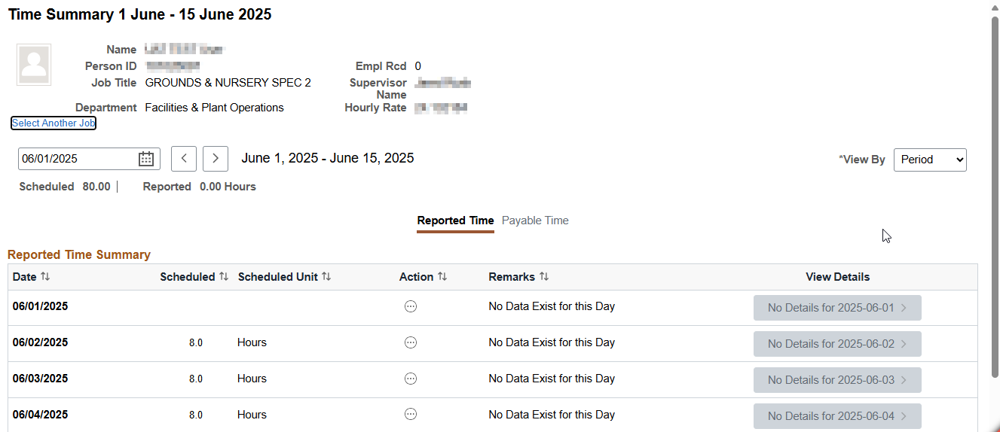 Time Summary 1 June - 15 June 2025
Name
Person ID
Empl Rcd 0
Job Title GROUNDS & NURSERY SPEC 2
Supervisor Name
Department Facilities & Plant Operations
Hourly Rate
Select Another Job
06/01/2025
June 1, 2025 - June 15, 2025
*View By Period
Scheduled 80.00 | Reported 0.00 Hours
Reported Time Payable Time
Reported Time Summary
Date Scheduled Scheduled Unit Action Remarks View Details
06/01/2025 No Data Exist for this Day No Details for 2025-06-01
06/02/2025 8.0 Hours No Data Exist for this Day No Details for 2025-06-02
06/03/2025 8.0 Hours No Data Exist for this Day No Details for 2025-06-03
06/04/2025 8.0 Hours No Data Exist for this Day No Details for 2025-06-04